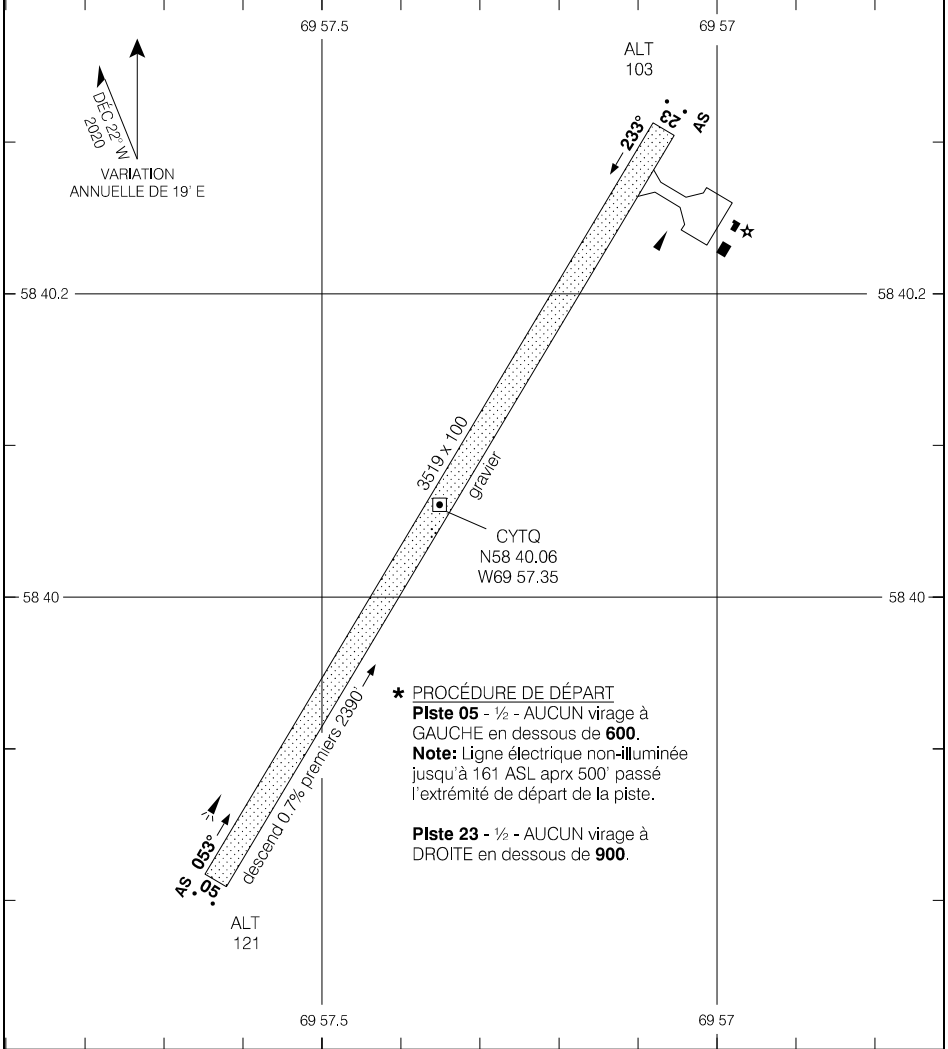 69 57.5
69 57
ALT
103
DÉC 22° W
2020
VARIATION
ANNUELLE DE 19' E
233°
23
AS
58 40.2
58 40.2
3519 x 100
gravier
CYTQ
N58 40.06
W69 57.35
58 40
58 40
descend 0.7% premiers 2390'
* PROCÉDURE DE DÉPART
Piste 05 - ½ - AUCUN virage à
GAUCHE en dessous de 600.
Note: Ligne électrique non-illuminée
jusqu'à 161 ASL aprx 500' passé
l'extrémité de départ de la piste.
Piste 23 - ½ - AUCUN virage à
DROITE en dessous de 900.
053°
AS
05
ALT
121
69 57.5
69 57